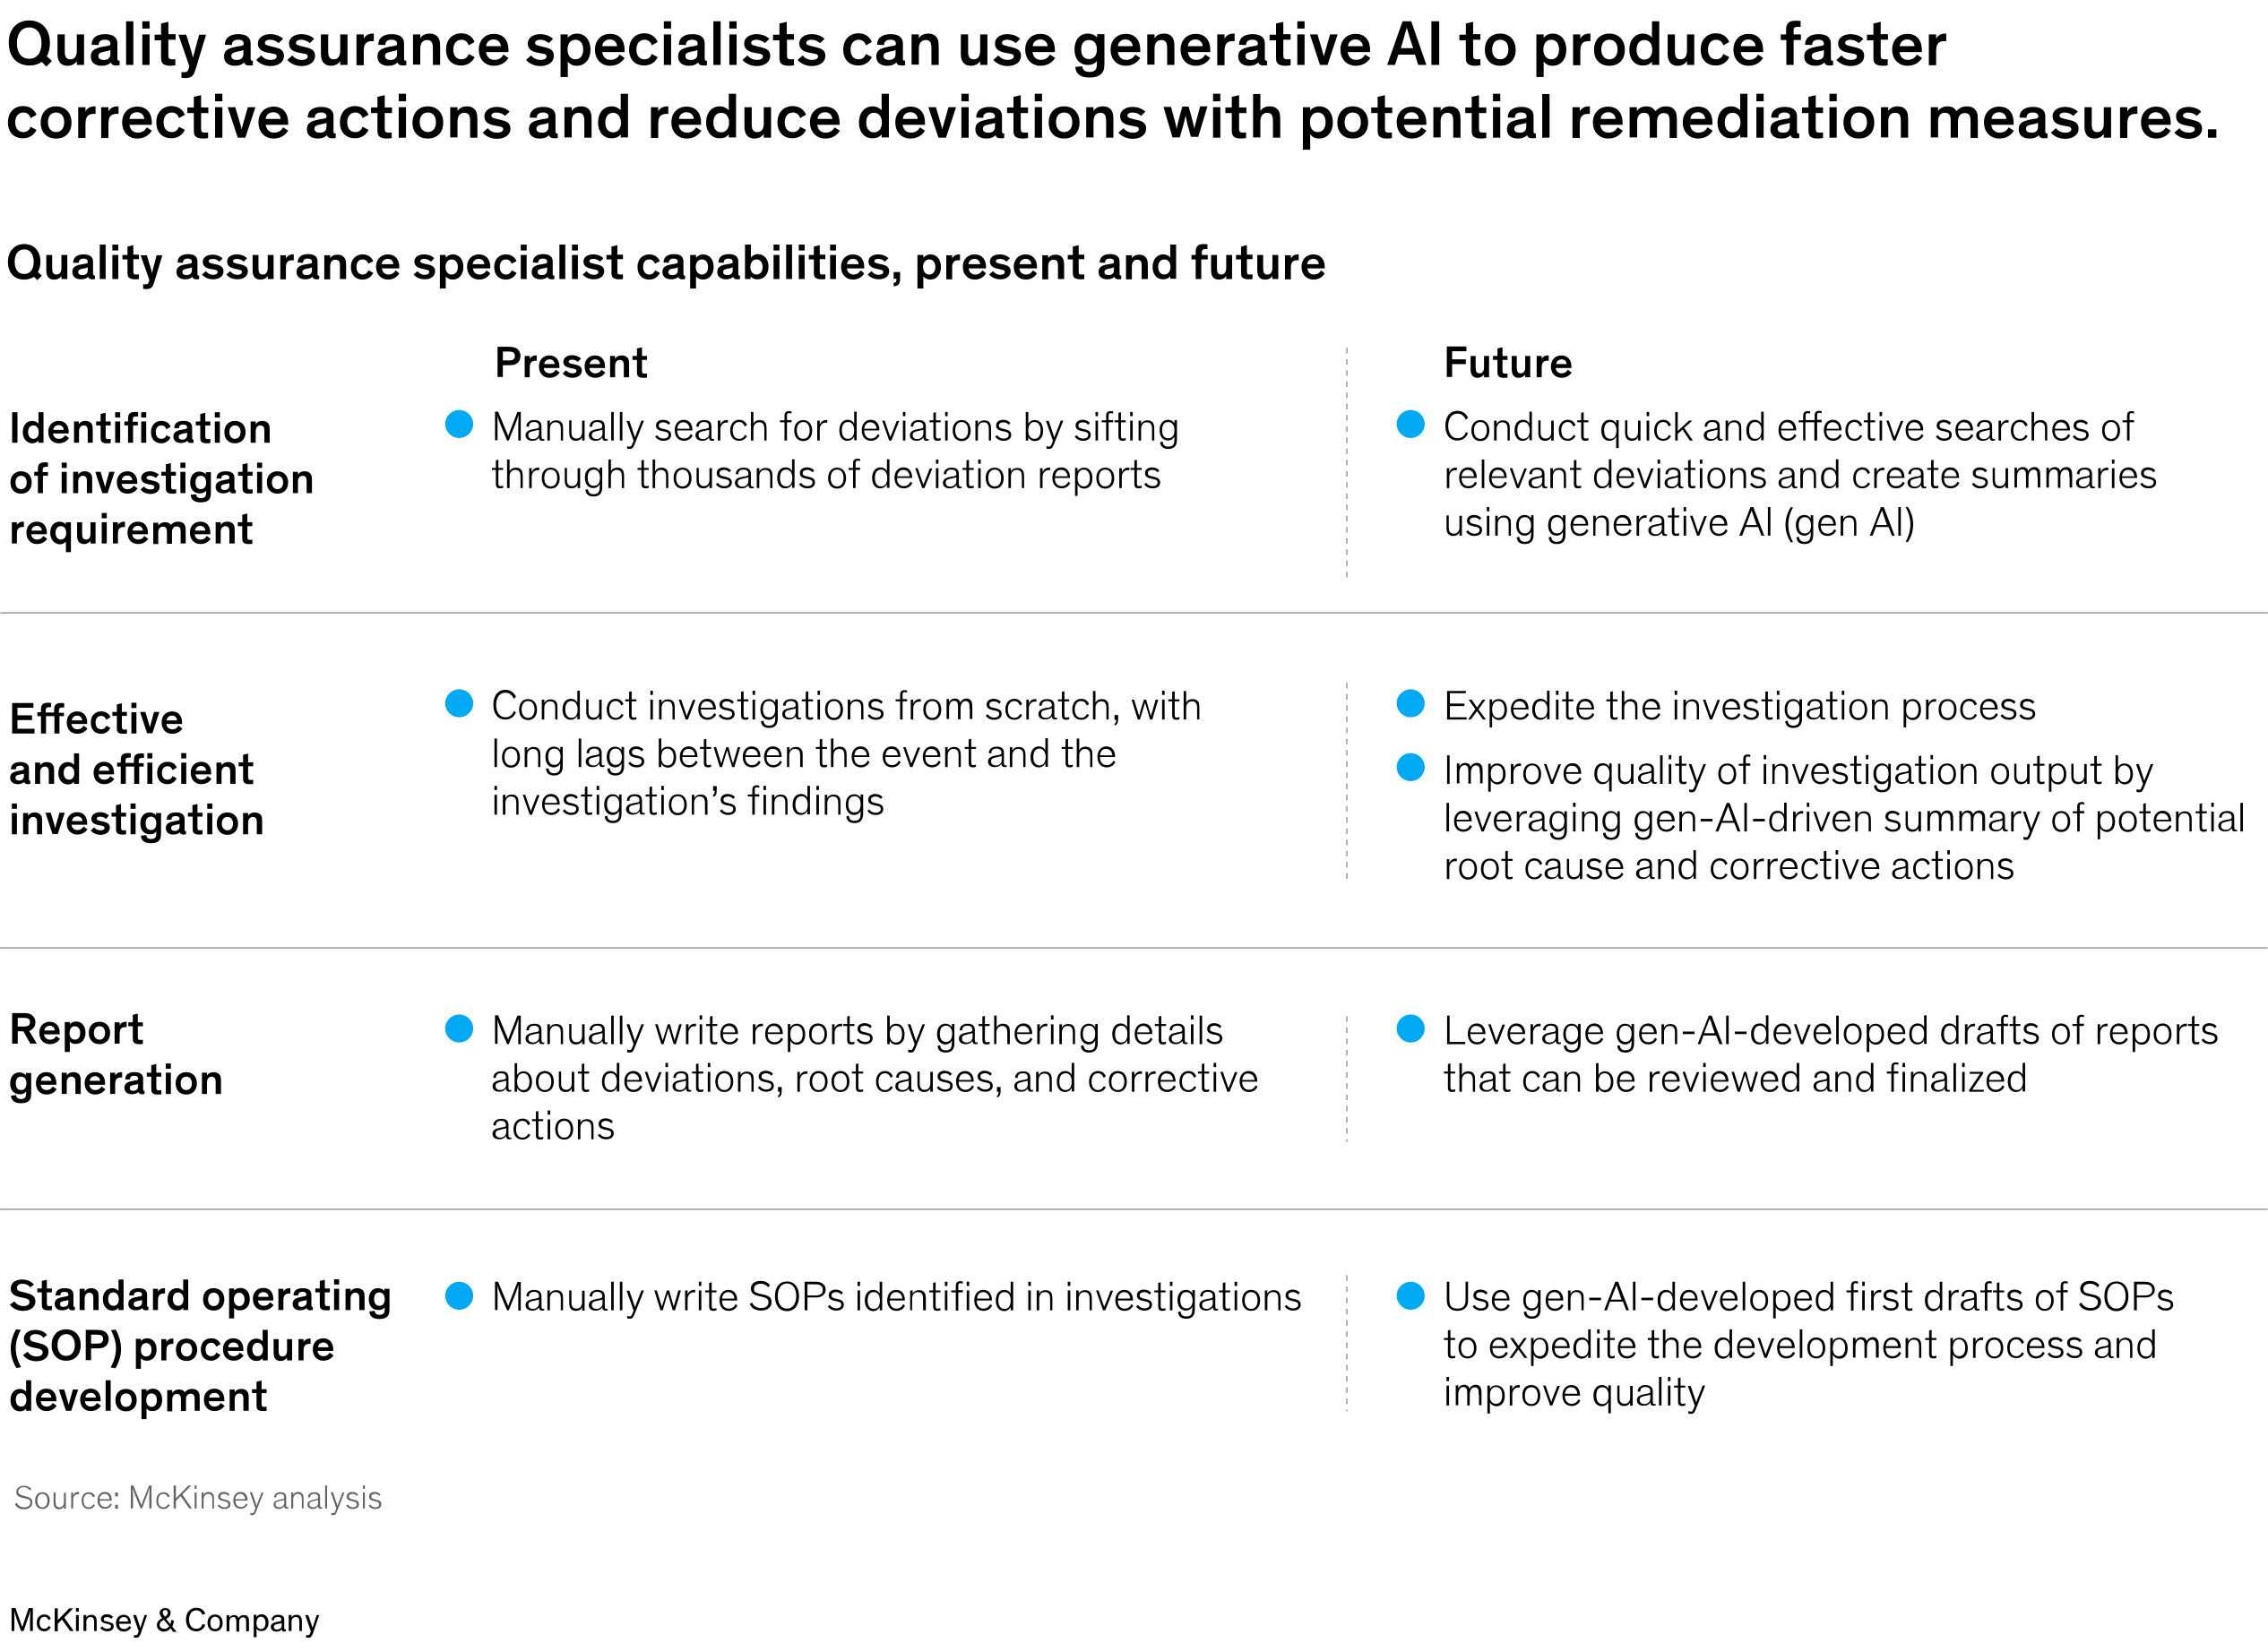 Quality assurance specialists can use generative AI to produce faster
corrective actions and reduce deviations with potential remediation measures.
Quality assurance specialist capabilities, present and future
Present
Future
Identification
of investigation
requirement
Manually search for deviations by sifting
through thousands of deviation reports
Conduct quick and effective searches of
relevant deviations and create summaries
using generative AI (gen AI)
Effective
and efficient
investigation
Conduct investigations from scratch, with
long lags between the event and the
investigation’s findings
Expedite the investigation process
Improve quality of investigation output by
leveraging gen-AI-driven summary of potential
root cause and corrective actions
Report
generation
Manually write reports by gathering details
about deviations, root causes, and corrective
actions
Leverage gen-AI-developed drafts of reports
that can be reviewed and finalized
Standard operating
(SOP) procedure
development
Manually write SOPs identified in investigations
Use gen-AI-developed first drafts of SOPs
to expedite the development process and
improve quality
Source: McKinsey analysis
McKinsey & Company